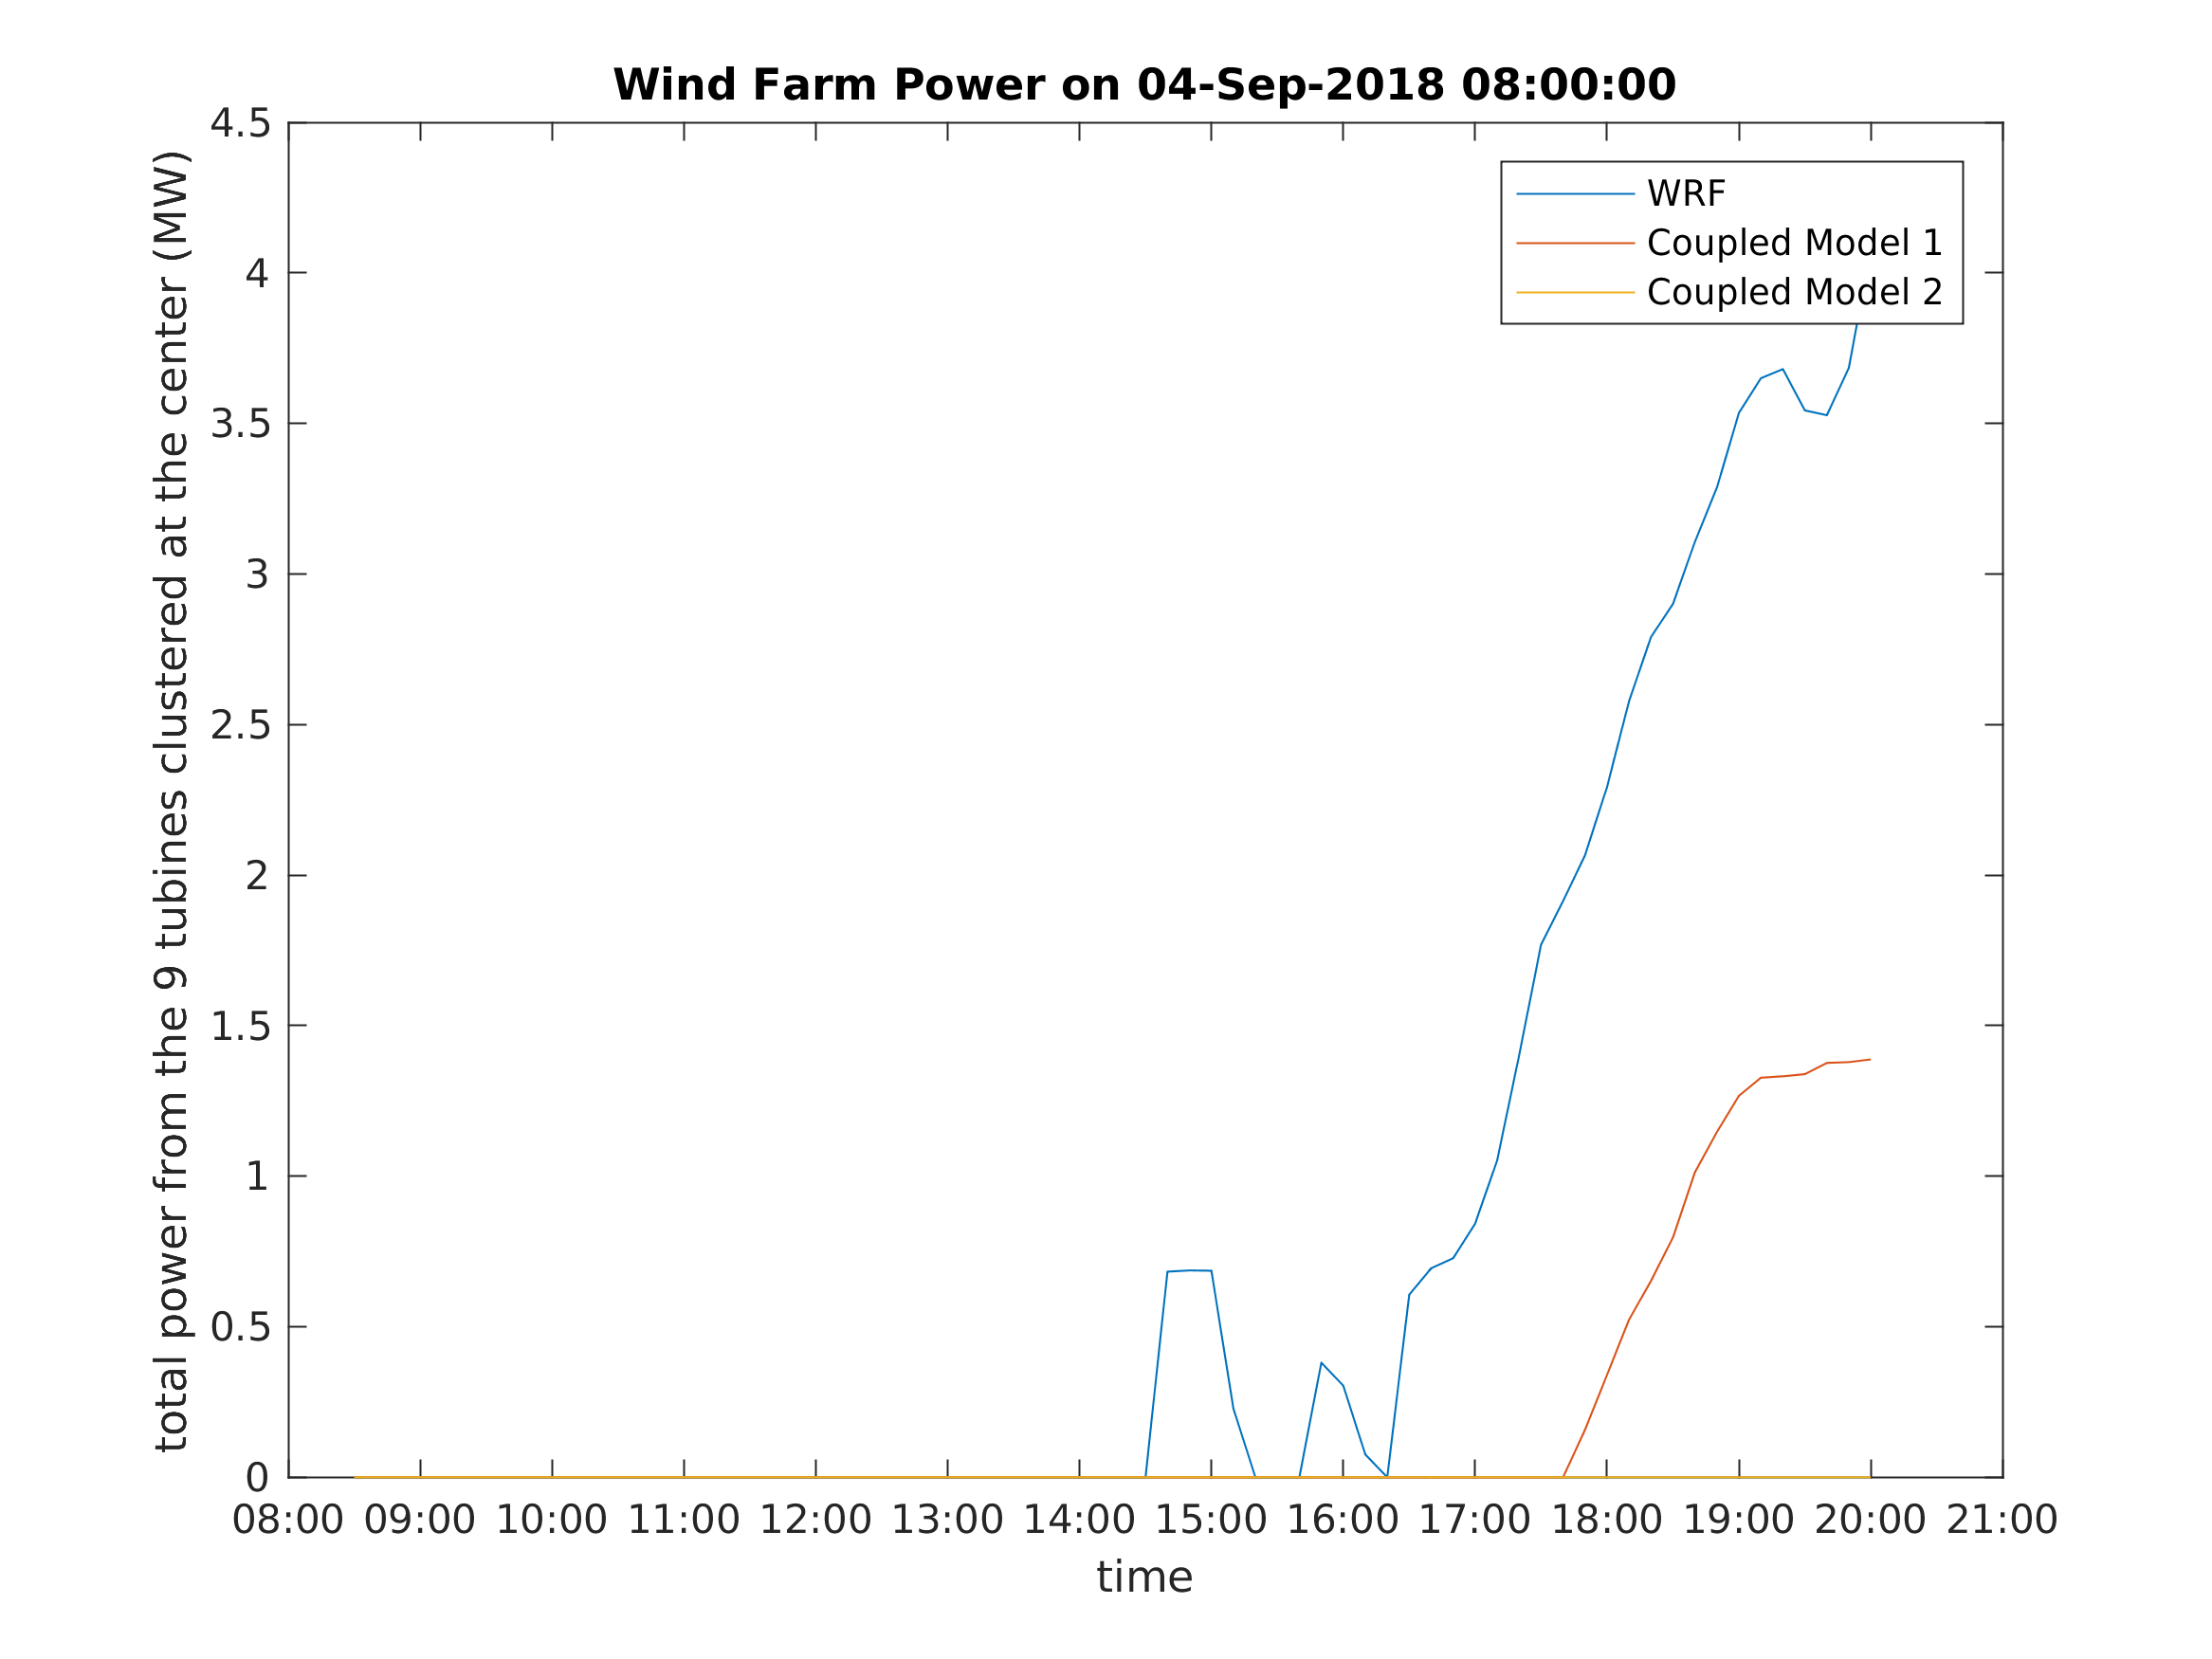 Wind Farm Power on 04-Sep-2018 08:00:00
total power from the 9 tubines clustered at the center (MW)
4.5
4
3.5
3
2.5
2
1.5
1
0.5
0
WRF
Coupled Model 1
Coupled Model 2
08:00 09:00 10:00 11:00 12:00 13:00 14:00 15:00 16:00 17:00 18:00 19:00 20:00 21:00
time